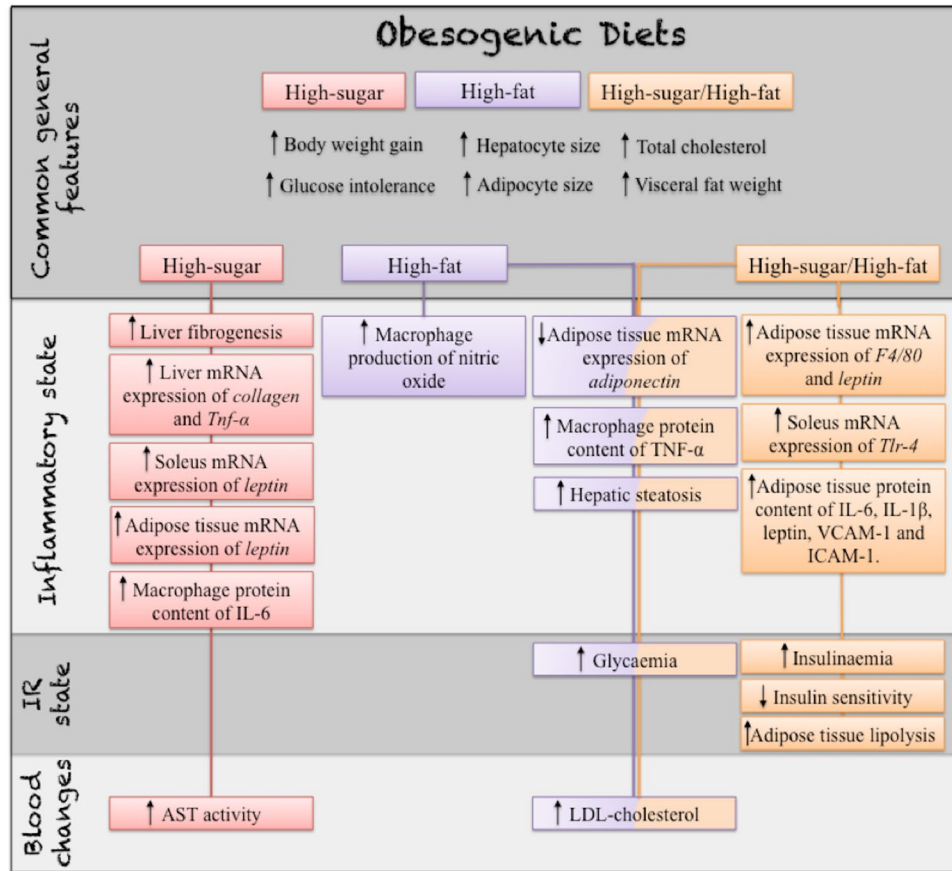 Obesogenic Diets
Common general
features
High-sugar
High-fat
High-sugar/High-fat
↑ Body weight gain
↑ Hepatocyte size
↑ Total cholesterol
↑ Glucose intolerance
↑ Adipocyte size
↑ Visceral fat weight
High-sugar
High-fat
High-sugar/High-fat
Inflammatory state
↑ Liver fibrogenesis
↑ Liver mRNA
expression of collagen
and Tnf-α
↑ Soleus mRNA
expression of leptin
↑ Adipose tissue mRNA
expression of leptin
↑ Macrophage protein
content of IL-6
↑ Macrophage
production of nitric
oxide
↓ Adipose tissue mRNA
expression of
adiponectin
↑ Macrophage protein
content of TNF-α
↑ Hepatic steatosis
↑ Adipose tissue mRNA
expression of F4/80
and leptin
↑ Soleus mRNA
expression of Tlr-4
↑ Adipose tissue protein
content of IL-6, IL-1β,
leptin, VCAM-1 and
ICAM-1.
IR
state
↑ Glycaemia
↑ Insulinaemia
↓ Insulin sensitivity
↑ Adipose tissue lipolysis
Blood
changes
↑ AST activity
↑ LDL-cholesterol